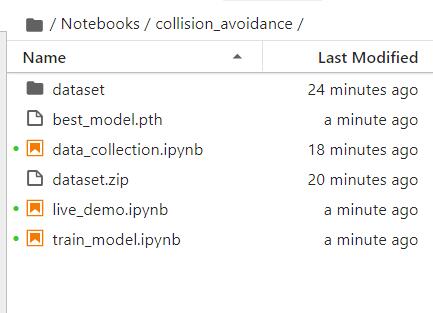 / Notebooks / collision_avoidance /
Name Last Modified
dataset 24 minutes ago
best_model.pth a minute ago
data_collection.ipynb 18 minutes ago
dataset.zip 20 minutes ago
live_demo.ipynb a minute ago
train_model.ipynb a minute ago